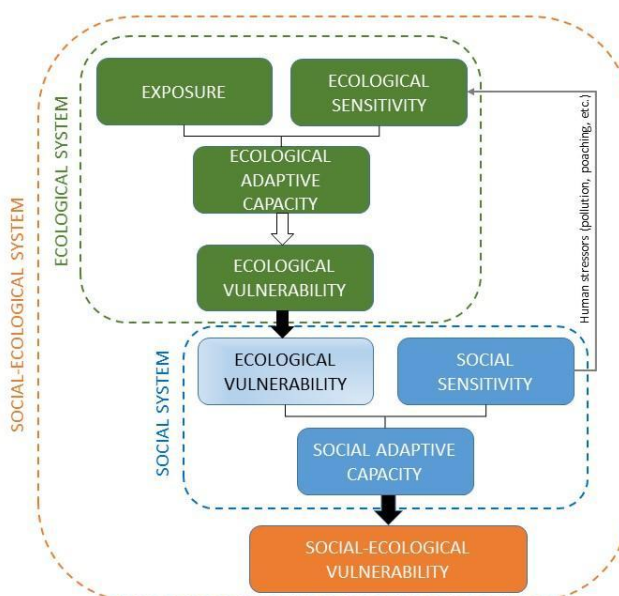 SOCIAL-ECOLOGICAL SYSTEM
ECOLOGICAL SYSTEM
EXPOSURE
ECOLOGICAL
SENSITIVITY
ECOLOGICAL
ADAPTIVE
CAPACITY
ECOLOGICAL
VULNERABILITY
Human stressors (pollution, poaching, etc.)
SOCIAL SYSTEM
ECOLOGICAL
VULNERABILITY
SOCIAL
SENSITIVITY
SOCIAL ADAPTIVE
CAPACITY
SOCIAL-ECOLOGICAL
VULNERABILITY